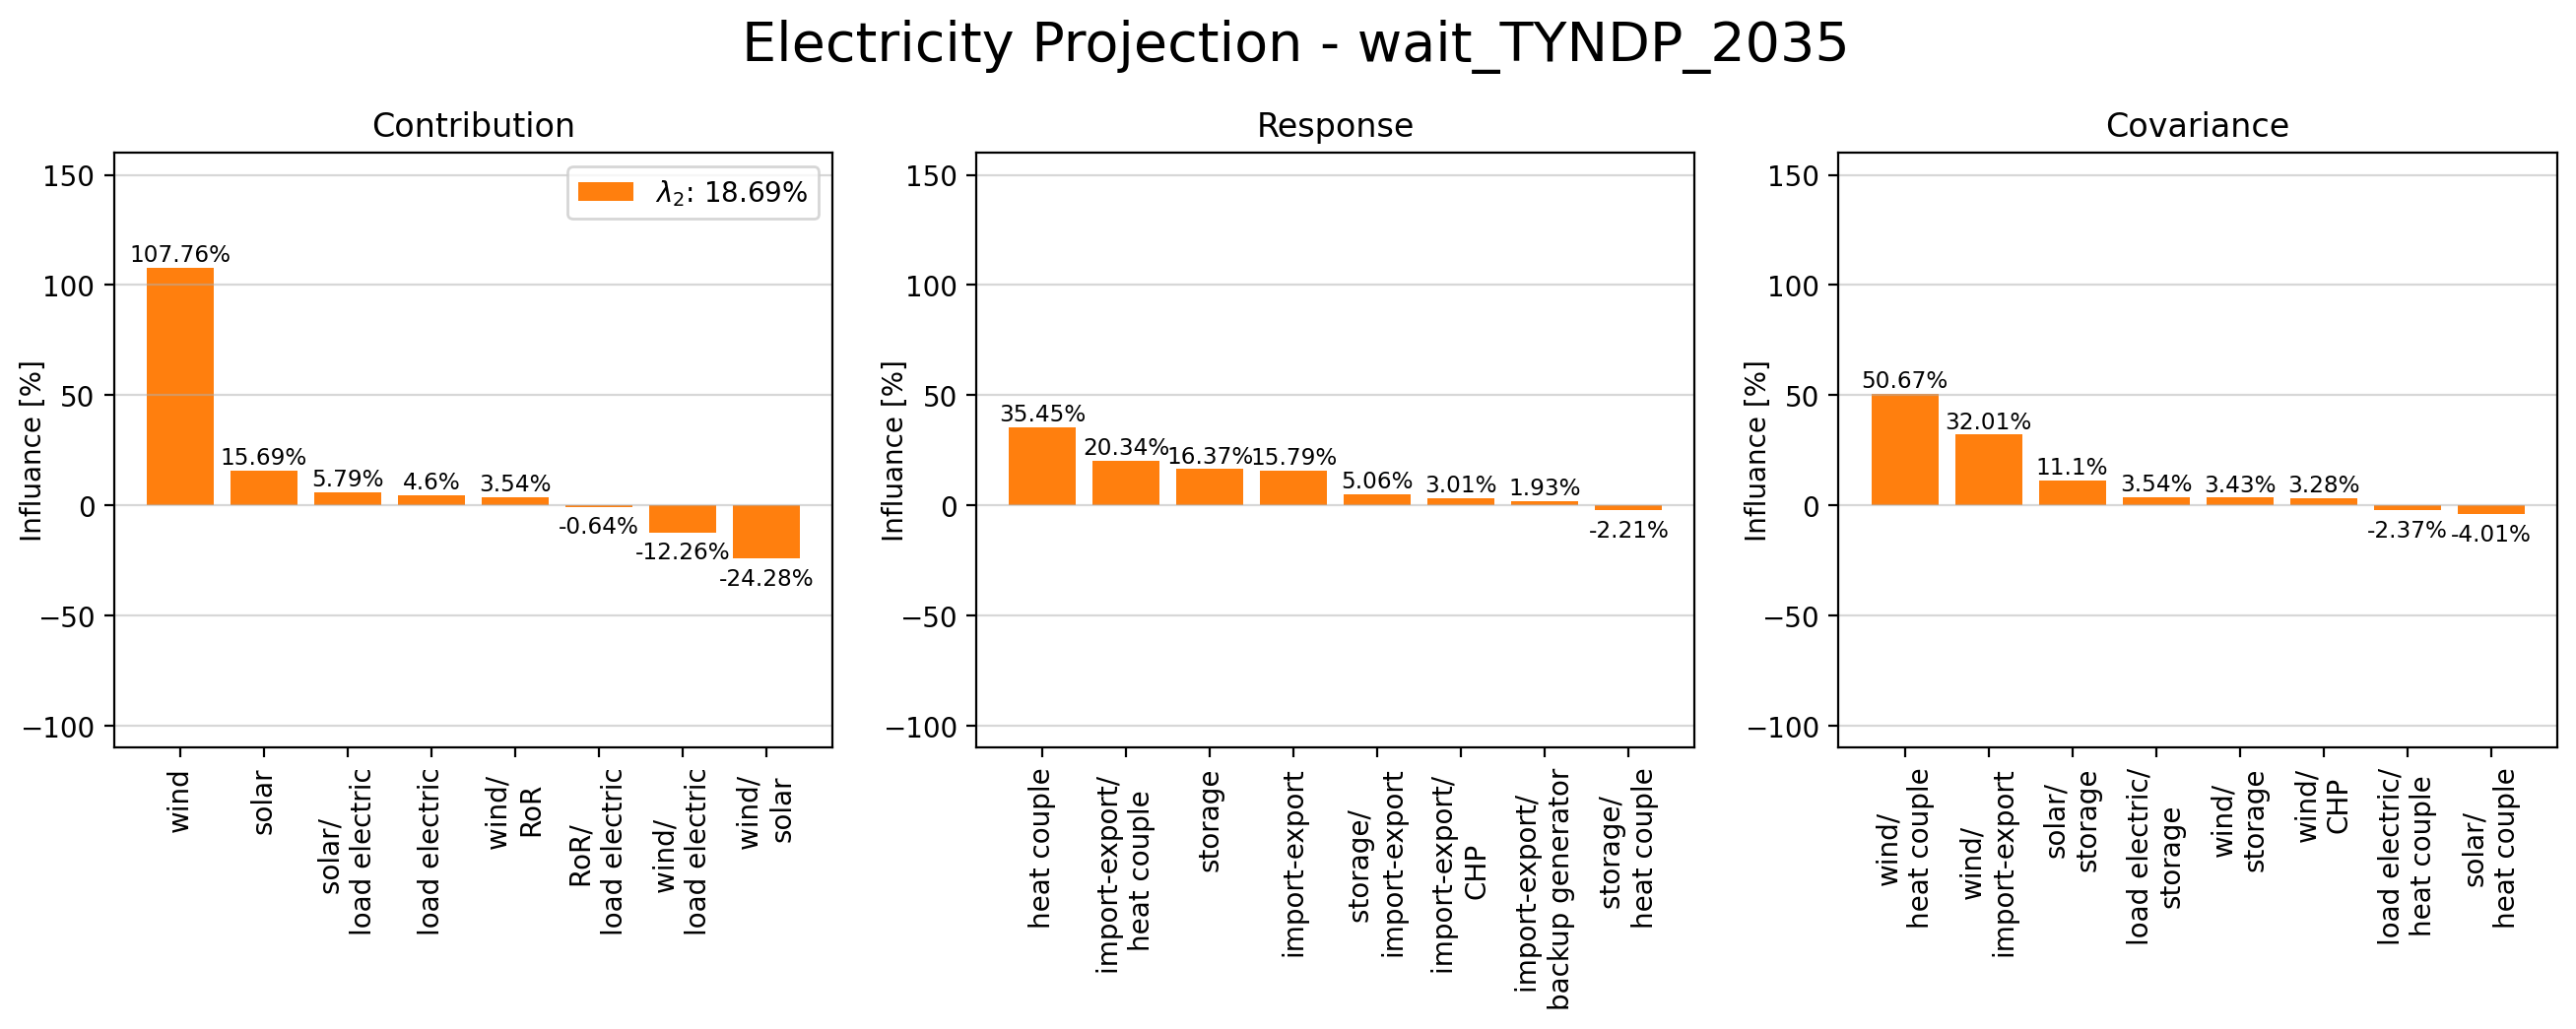 Electricity Projection - wait_TYNDP_2035
Contribution
Influance [%]
150
100
50
0
−50
−100
λ2: 18.69%
107.76%
15.69%
5.79%
4.6%
3.54%
-0.64%
-12.26%
-24.28%
wind
solar
solar/
load electric
load electric
wind/
RoR
RoR/
load electric
wind/
load electric
wind/
solar
Response
Influance [%]
150
100
50
0
−50
−100
35.45%
20.34%
16.37%
15.79%
5.06%
3.01%
1.93%
-2.21%
heat couple
import-export/
heat couple
storage
import-export
storage/
import-export
import-export/
CHP
import-export/
backup generator
storage/
heat couple
Covariance
Influance [%]
150
100
50
0
−50
−100
50.67%
32.01%
11.1%
3.54%
3.43%
3.28%
-2.37%
-4.01%
wind/
heat couple
wind/
import-export
solar/
storage
load electric/
storage
wind/
storage
wind/
CHP
load electric/
heat couple
solar/
heat couple